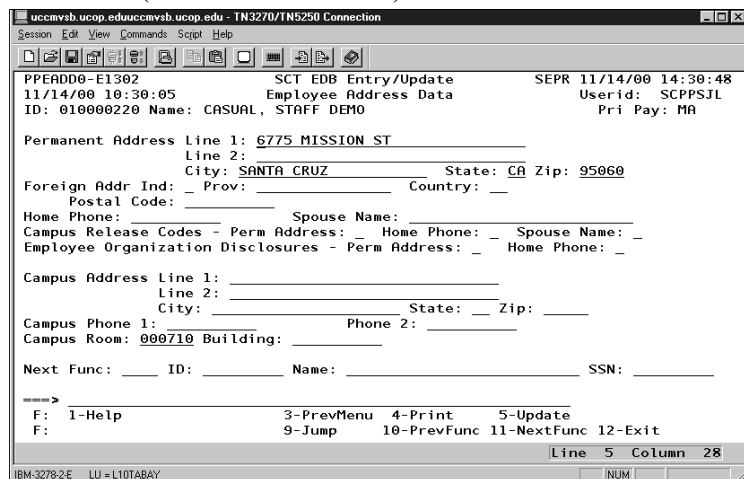 uccmvsb.ucop.eduuccmvsb.ucop.edu - TN3270/TN5250 Connection
Session Edit View Commands Script Help
PPEADD0-E1302 SCT EDB Entry/Update SEPR 11/14/00 14:30:48
11/14/00 10:30:05 Employee Address Data Userid: SCPPSJL
ID: 010000220 Name: CASUAL, STAFF DEMO Pri Pay: MA
Permanent Address Line 1: 6775 MISSION ST
Line 2:
City: SANTA CRUZ State: CA Zip: 95060
Foreign Addr Ind: _ Prov: Country:
Postal Code:
Home Phone: Spouse Name:
Campus Release Codes - Perm Address: _ Home Phone: _ Spouse Name: _
Employee Organization Disclosures - Perm Address: _ Home Phone: _
Campus Address Line 1:
Line 2:
City: State: Zip:
Campus Phone 1: Phone 2:
Campus Room: 000710 Building:
Next Func: ID: Name: SSN:
===>
F: 1-Help 3-PrevMenu 4-Print 5-Update
F: 9-Jump 10-PrevFunc 11-NextFunc 12-Exit
Line 5 Column 28
IBM-3278-2-E LU = L10TABAY NUM